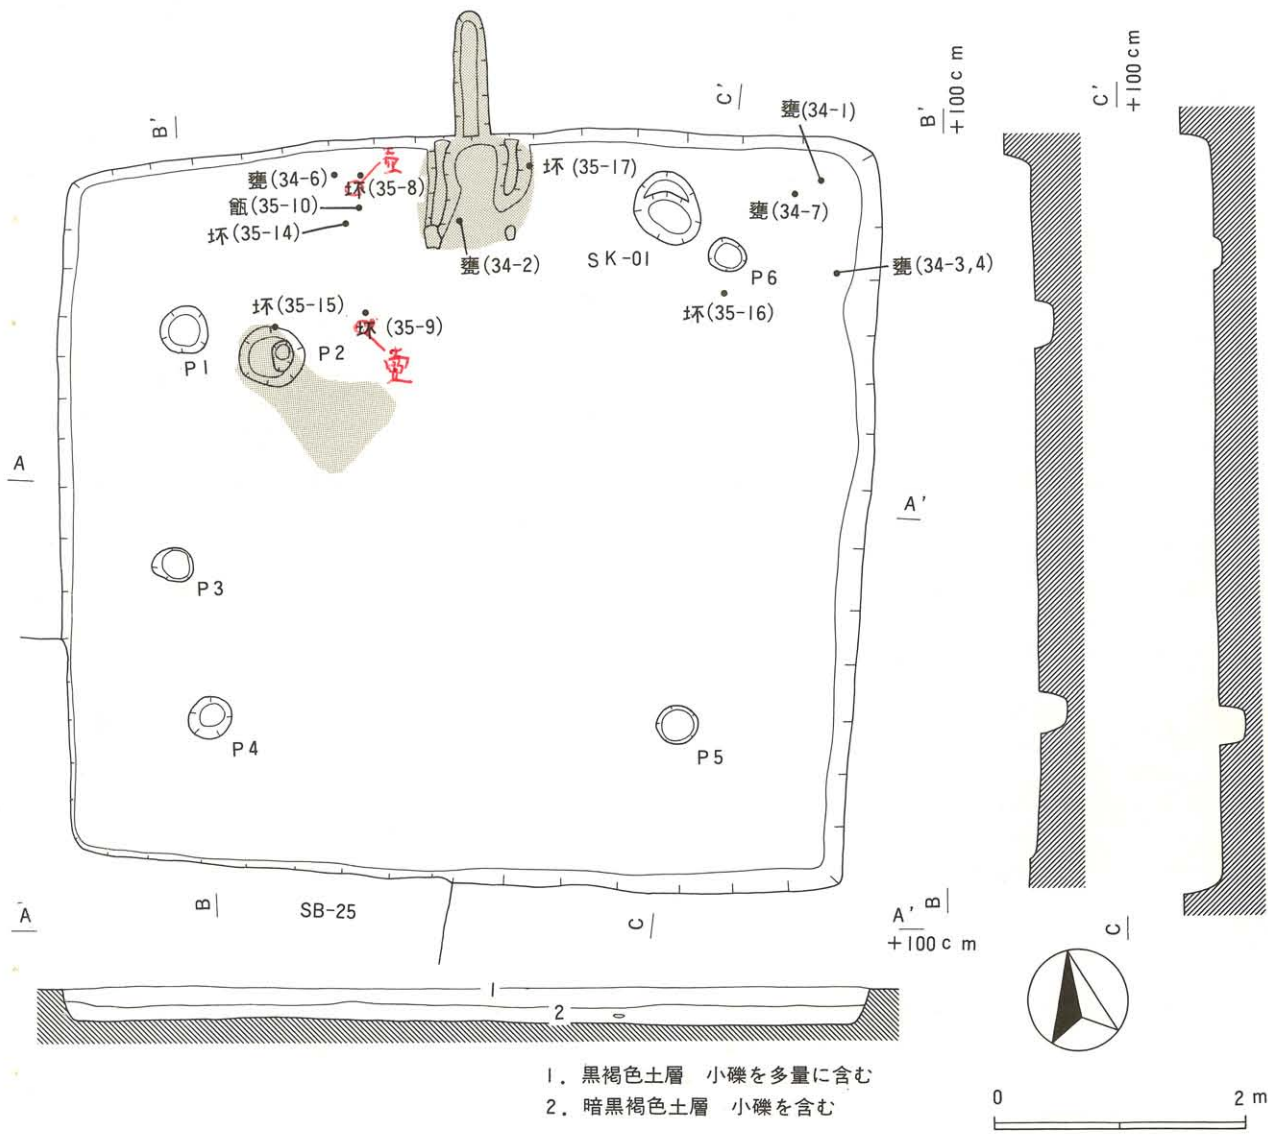 B'
C'
甕(34-1)
B'
+100cm
C'
+100cm
甕(34-6)
坏(35-8)
壺
坏(35-17)
甑(35-10)
坏(35-14)
甕(34-7)
甕(34-2)
SK-01
P6
甕(34-3,4)
坏(35-15)
坏(35-9)
壺
坏(35-16)
P1
P2
A
A'
P3
P4
P5
A
B
SB-25
C
A'
+100cm
B
C
1
2
1. 黒褐色土層 小礫を多量に含む
2. 暗黒褐色土層 小礫を含む
0
2m